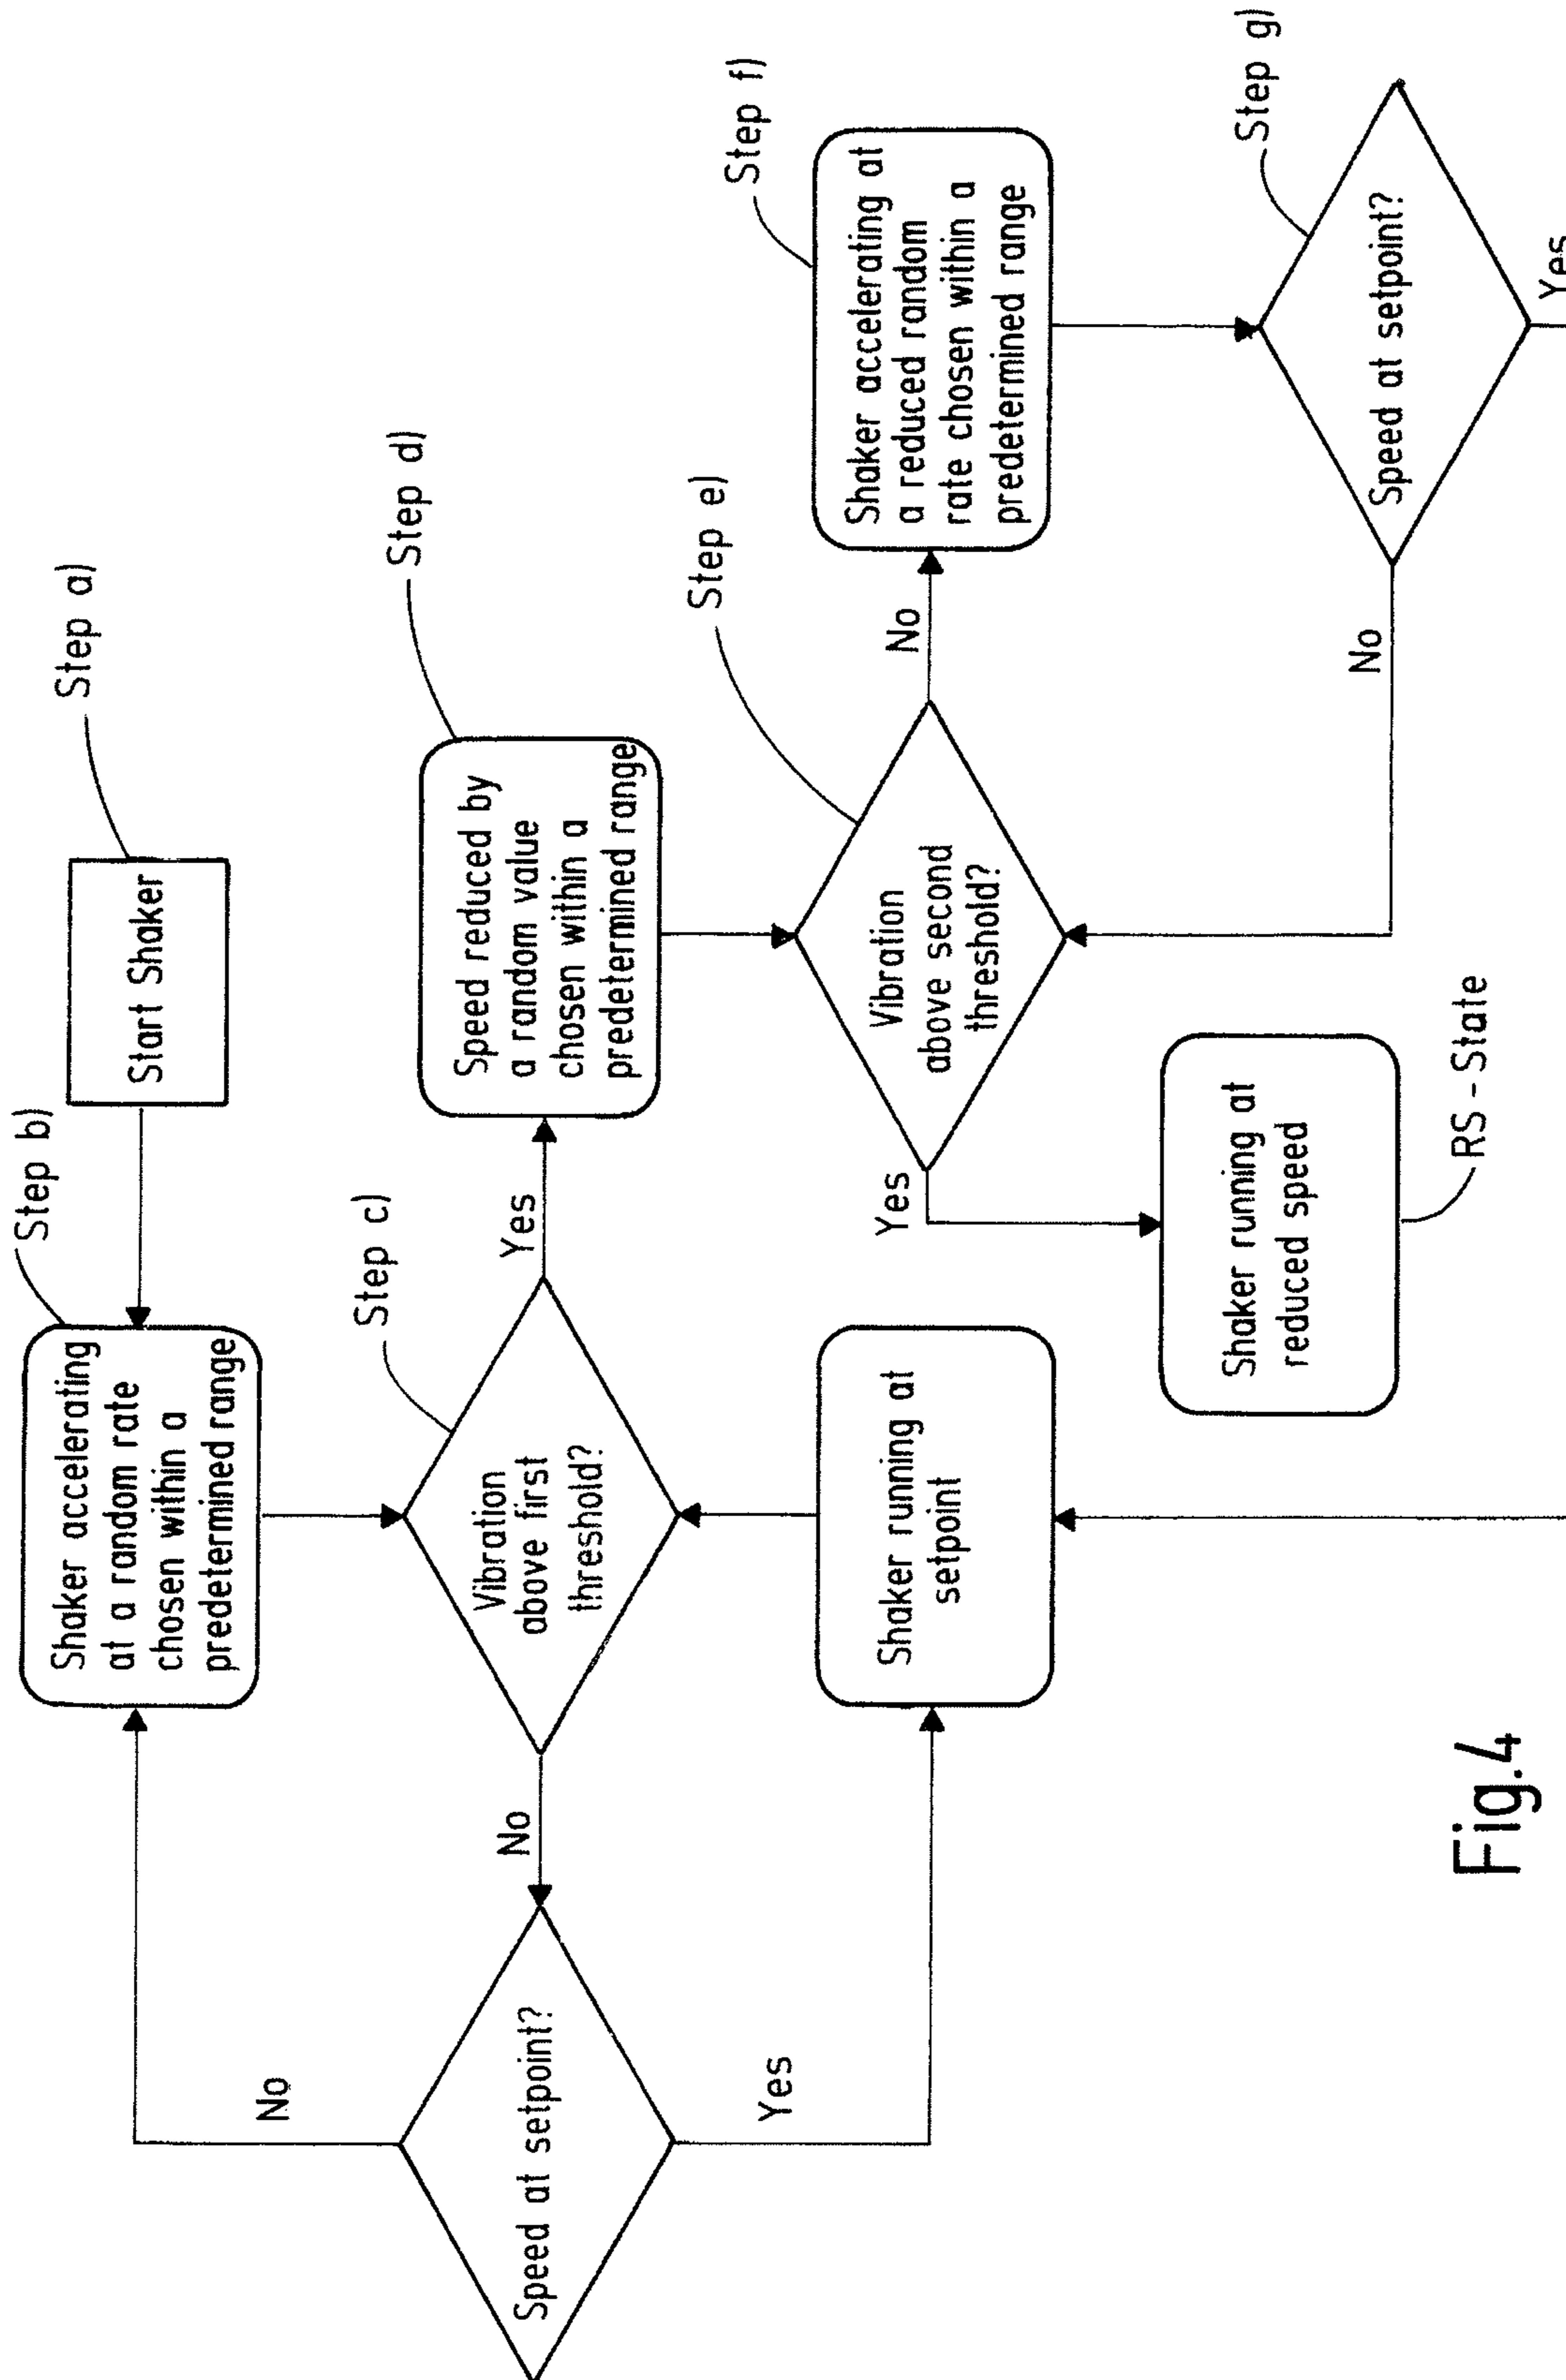 Step a)
Start Shaker
Step b)
Shaker accelerating
at a random rate
chosen within a
predetermined range
Step c)
Vibration
above first
threshold?
Yes
No
Speed at setpoint?
No
Yes
Shaker running at
setpoint
Step d)
Speed reduced by
a random value
chosen within a
predetermined range
Step e)
Vibration
above second
threshold?
Yes
No
Shaker running at
reduced speed
RS - State
Step f)
Shaker accelerating at
a reduced random
rate chosen within a
predetermined range
Step g)
Speed at setpoint?
No
Yes
Fig.4